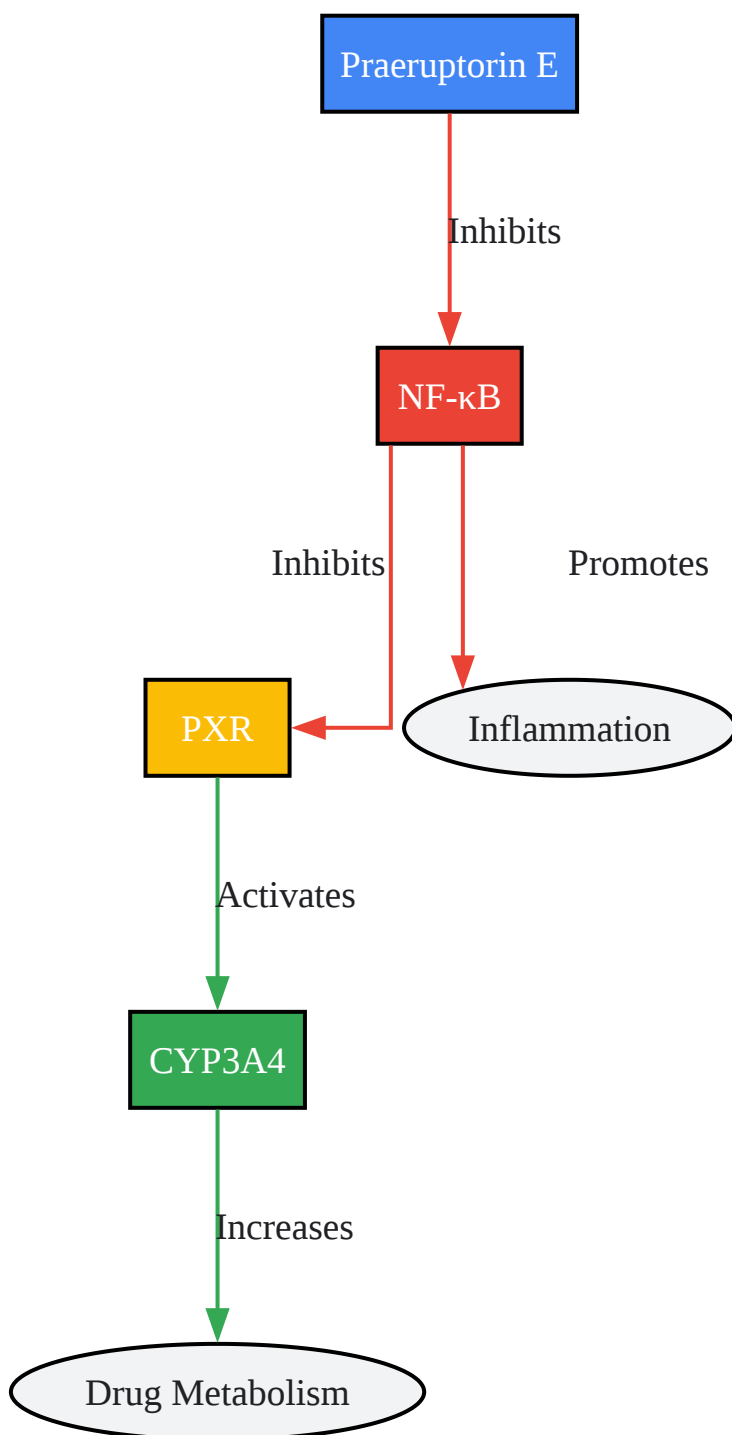 Praeruptorin E
Inhibits
NF-κB
Inhibits
Promotes
PXR
Inflammation
Activates
CYP3A4
Increases
Drug Metabolism